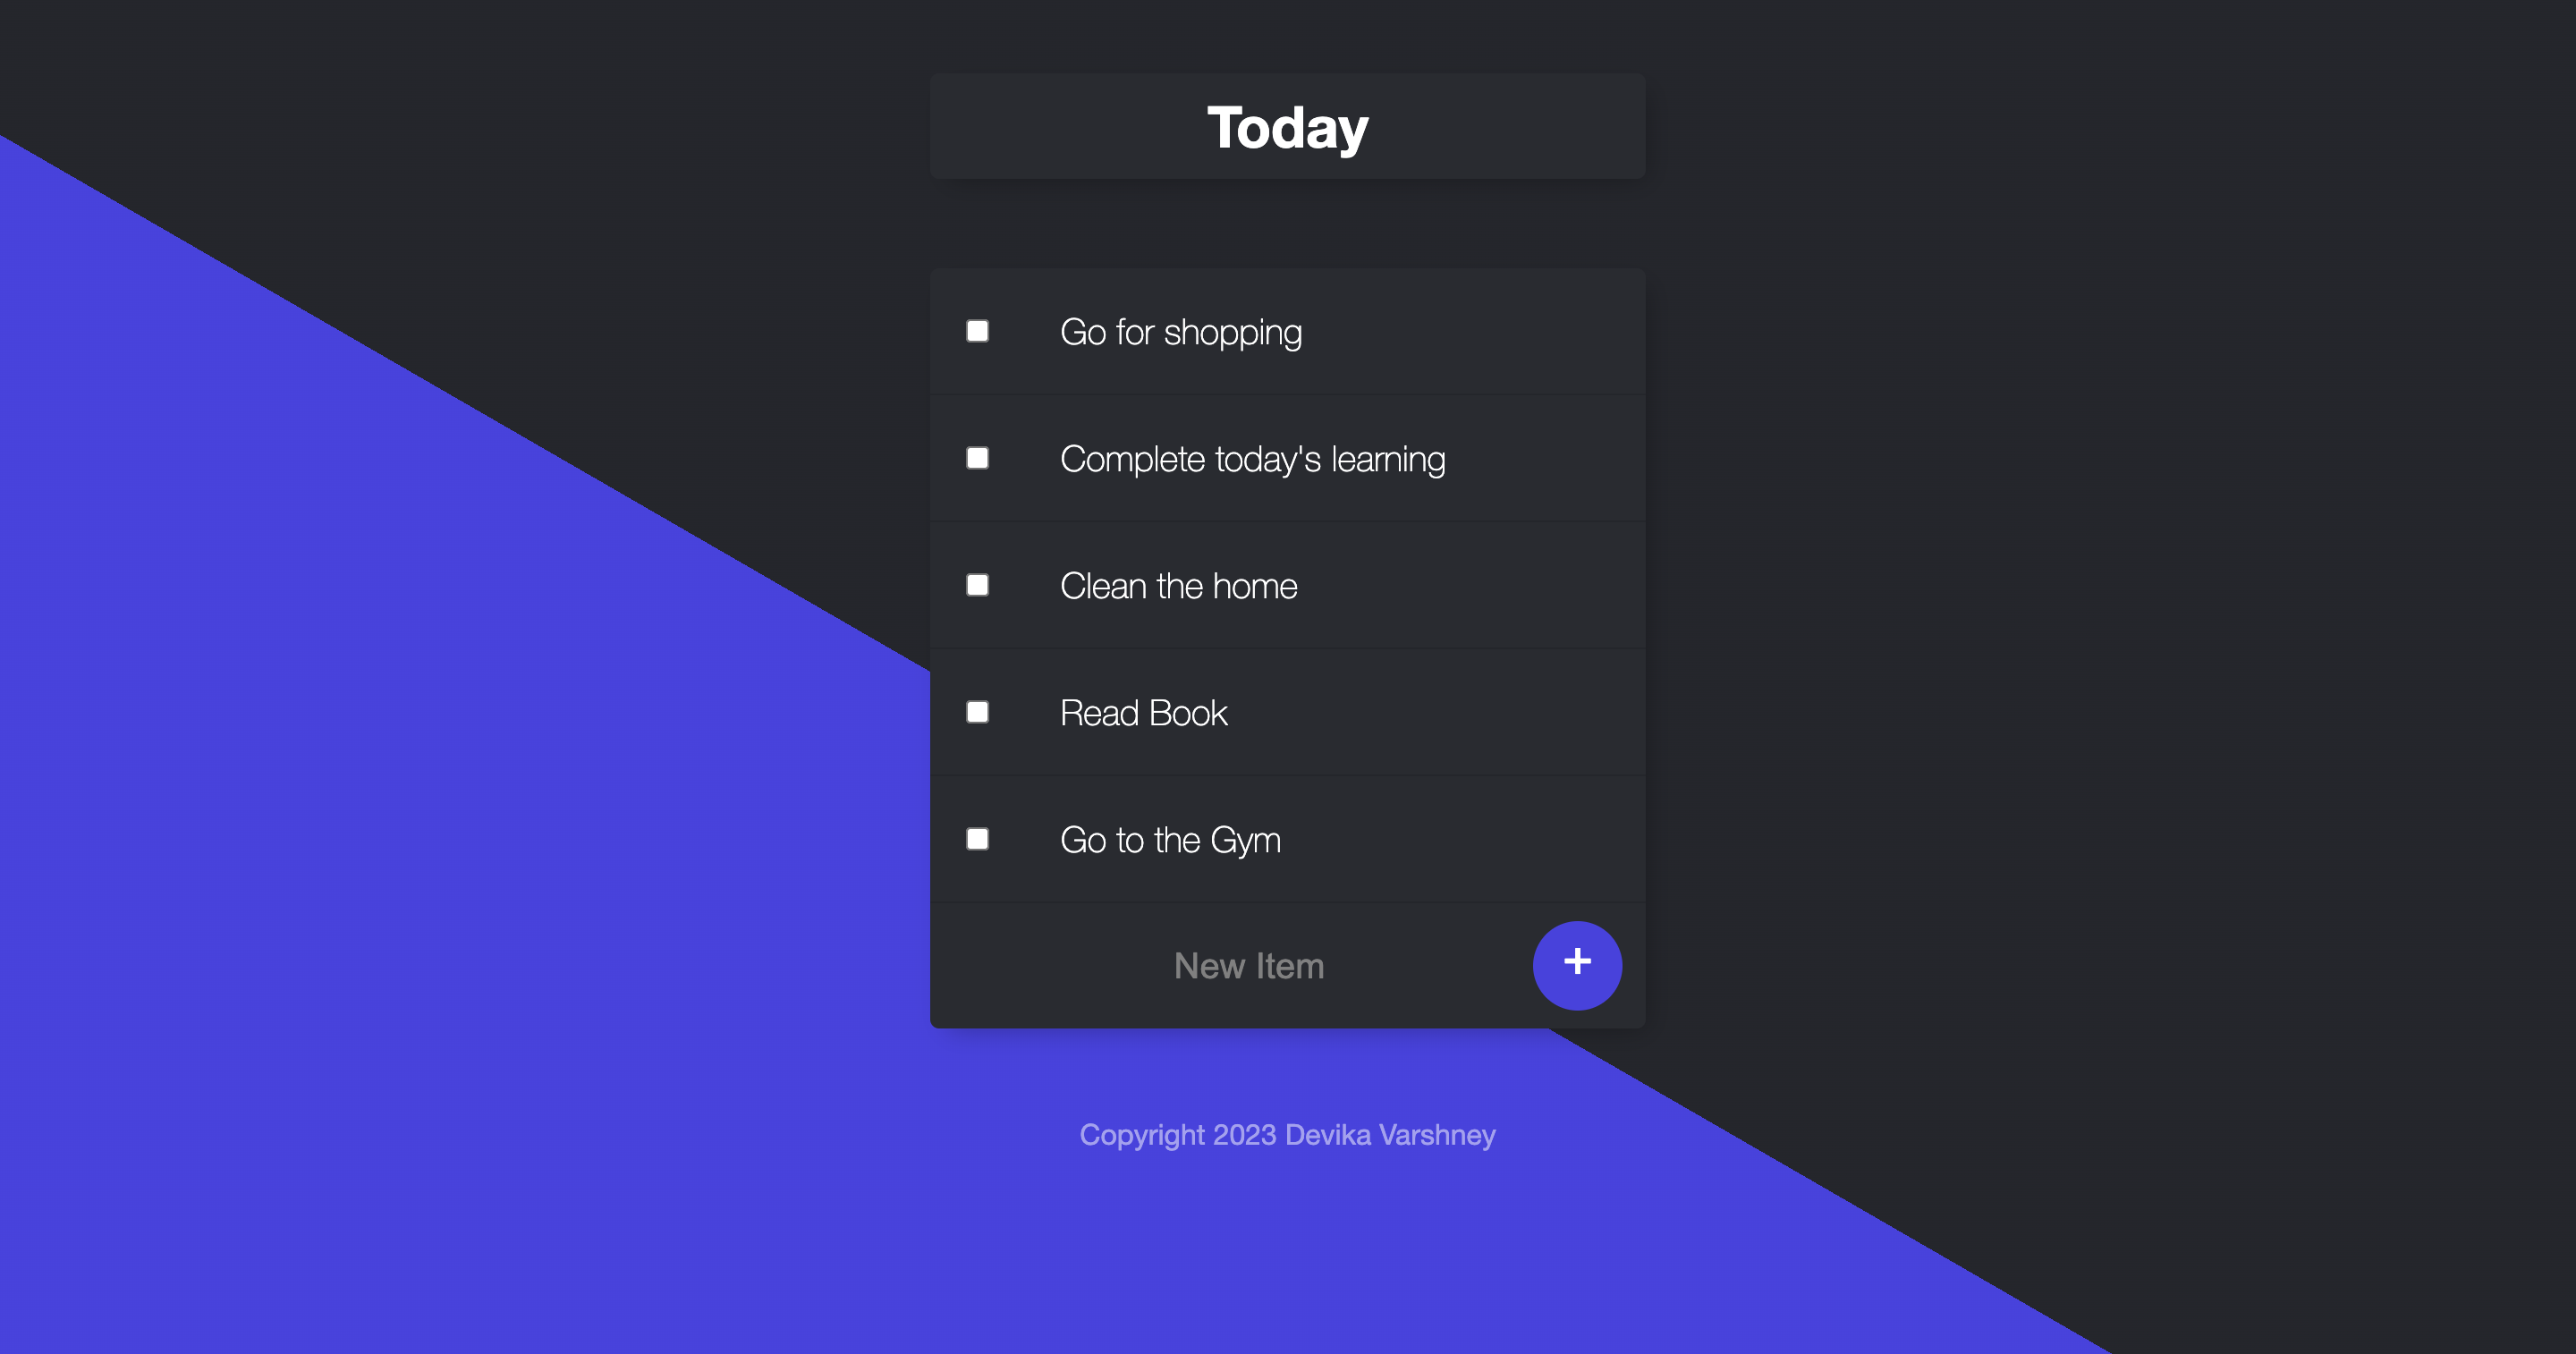 Today
Go for shopping
Complete today's learning
Clean the home
Read Book
Go to the Gym
New Item
+
Copyright 2023 Devika Varshney